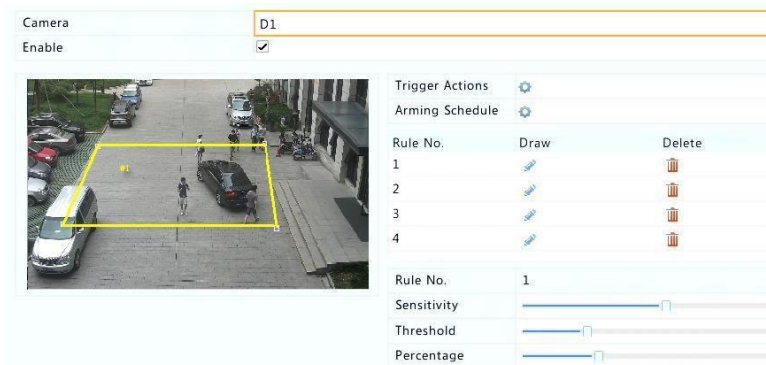 Camera D1
Enable
#1
Trigger Actions
Arming Schedule
Rule No. Draw Delete
1
2
3
4
Rule No. 1
Sensitivity
Threshold
Percentage